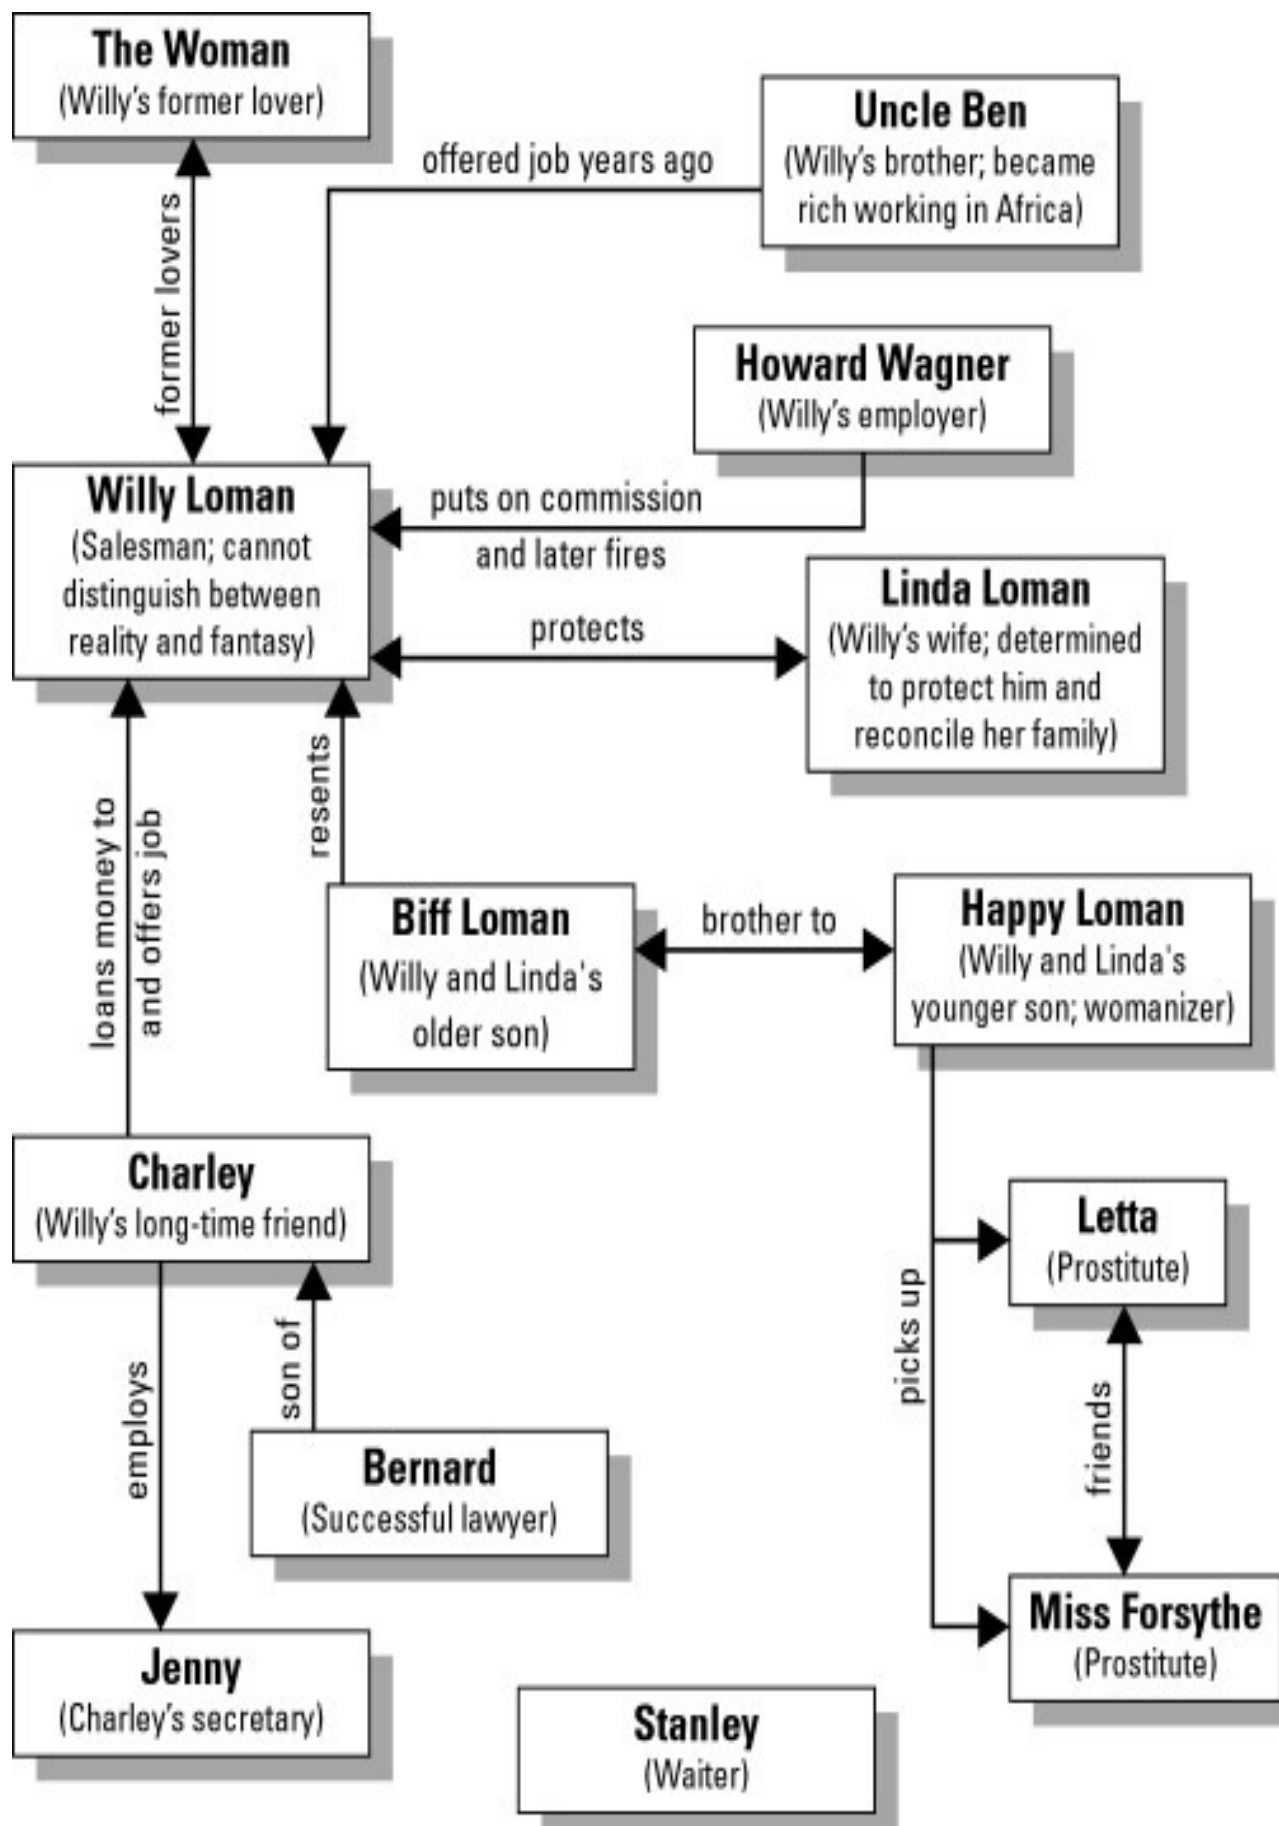 The Woman
(Willy's former lover)
Uncle Ben
(Willy's brother; became
rich working in Africa)
offered job years ago
former lovers
Howard Wagner
(Willy's employer)
Willy Loman
(Salesman; cannot
distinguish between
reality and fantasy)
puts on commission
and later fires
Linda Loman
(Willy's wife; determined
to protect him and
reconcile her family)
protects
resents
loans money to
and offers job
Biff Loman
(Willy and Linda's
older son)
brother to
Happy Loman
(Willy and Linda's
younger son; womanizer)
Charley
(Willy's long-time friend)
Letta
(Prostitute)
picks up
son of
employs
friends
Bernard
(Successful lawyer)
Miss Forsythe
(Prostitute)
Jenny
(Charley's secretary)
Stanley
(Waiter)